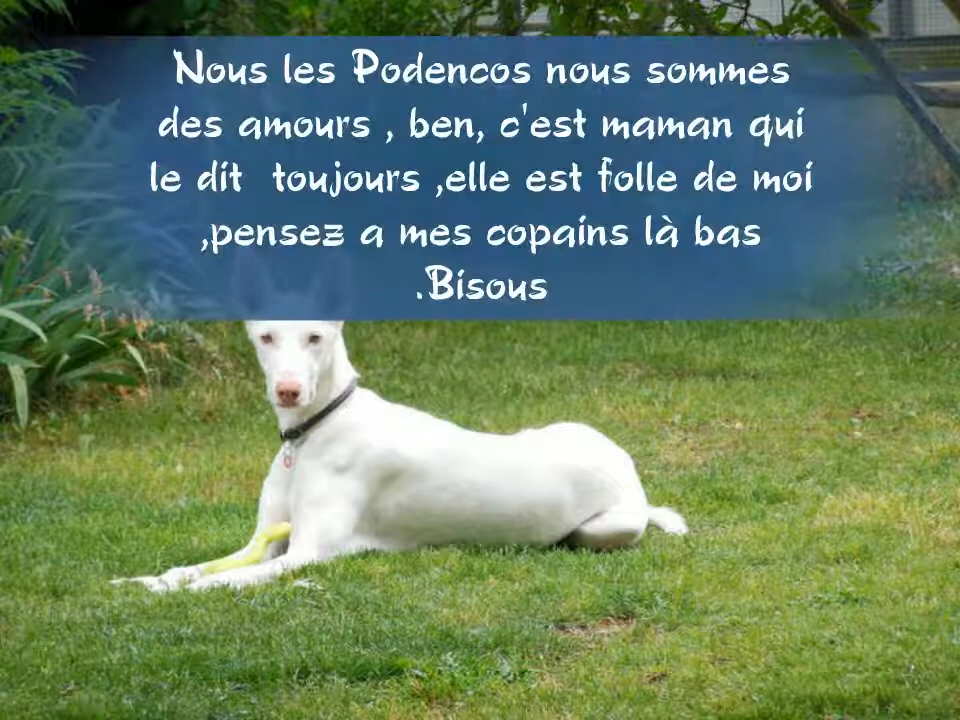 Nous les Podencos nous sommes
des amours , ben, c'est maman qui
le dit  toujours ,elle est folle de moi
,pensez a mes copains là bas
.Bisous